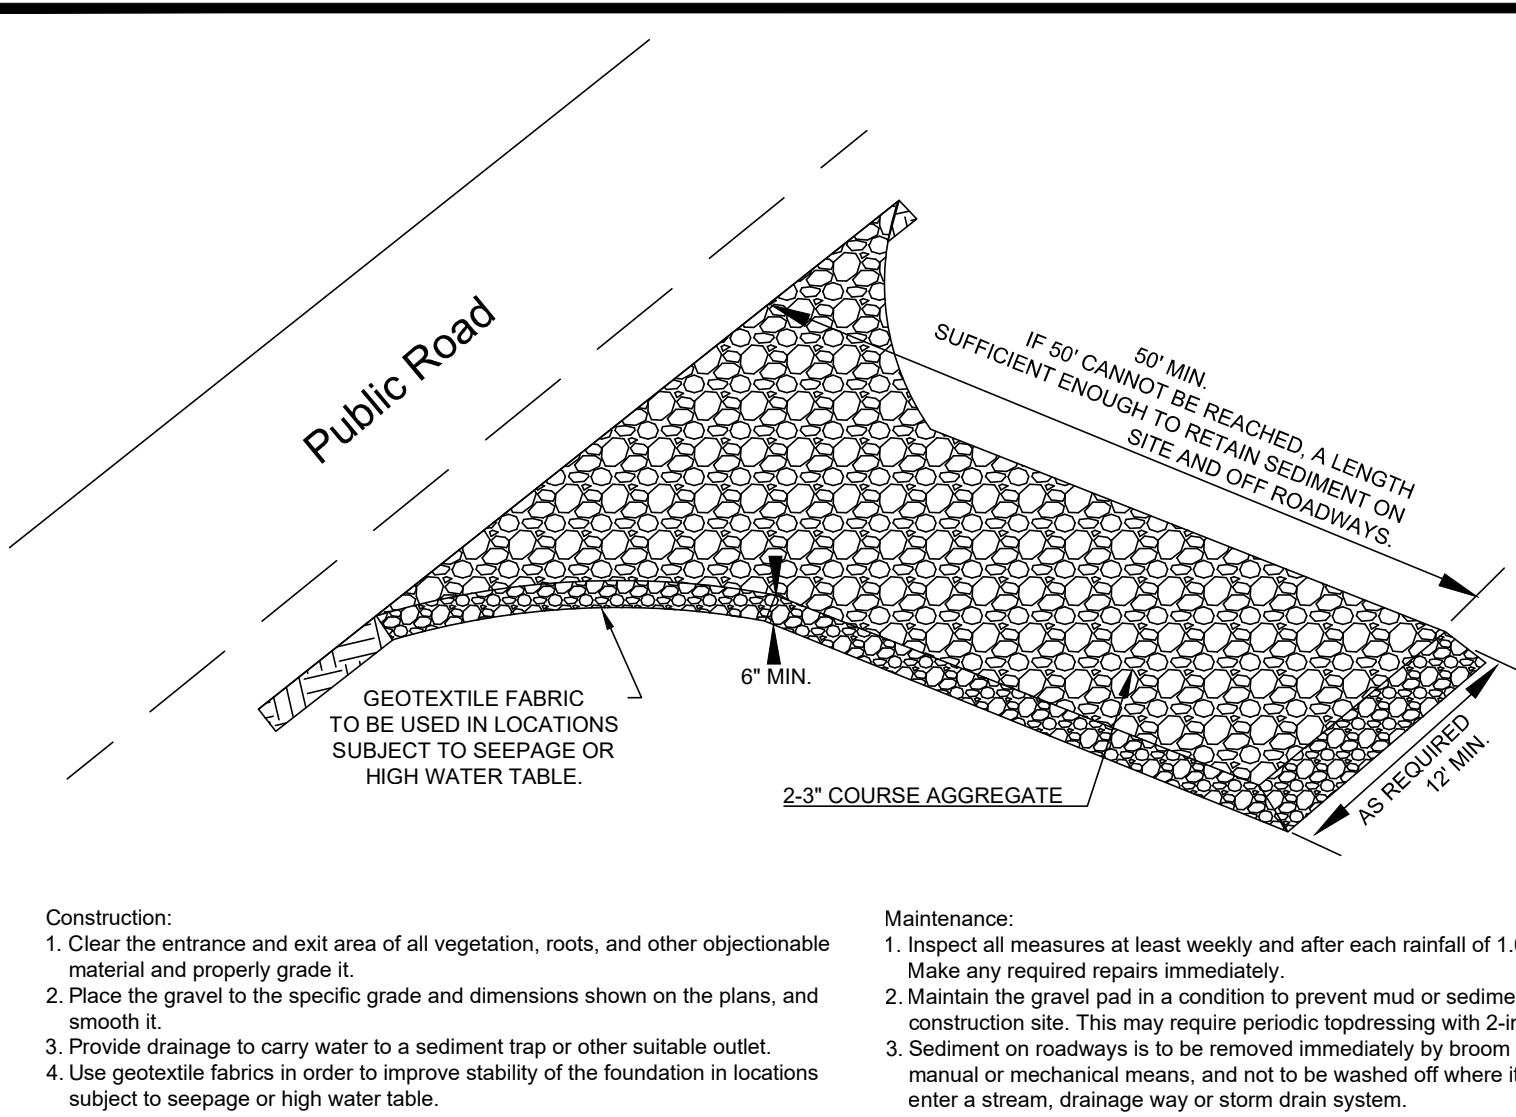 Public Road
50' MIN.
IF 50' CANNOT BE REACHED, A LENGTH
SUFFICIENT ENOUGH TO RETAIN SEDIMENT ON
SITE AND OFF ROADWAYS.
6" MIN.
GEOTEXTILE FABRIC
TO BE USED IN LOCATIONS
SUBJECT TO SEEPAGE OR
HIGH WATER TABLE.
2-3" COURSE AGGREGATE
AS REQUIRED
12' MIN.
Construction:
1. Clear the entrance and exit area of all vegetation, roots, and other objectionable
material and properly grade it.
2. Place the gravel to the specific grade and dimensions shown on the plans, and
smooth it.
3. Provide drainage to carry water to a sediment trap or other suitable outlet.
4. Use geotextile fabrics in order to improve stability of the foundation in locations
subject to seepage or high water table.
Maintenance:
1. Inspect all measures at least weekly and after each rainfall of
Make any required repairs immediately.
2. Maintain the gravel pad in a condition to prevent mud or
construction site. This may require periodic topdressing with
3. Sediment on roadways is to be removed immediately by broom
manual or mechanical means, and not to be washed off where it
enter a stream, drainage way or storm drain system.